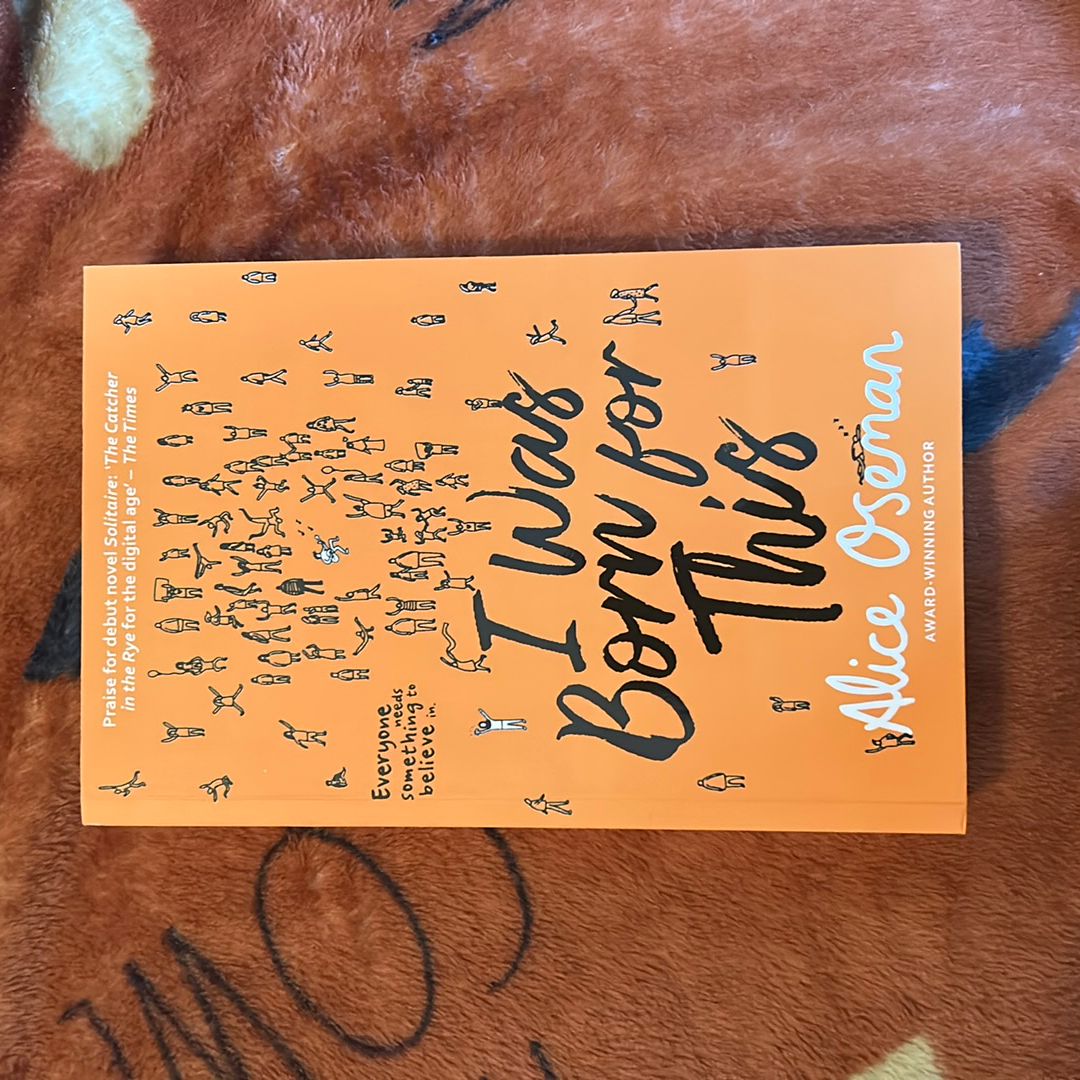 Praise for debut novel Solitaire: 'The Catcher
in the Rye for the digital age' – The Times
Everyone
needs
something to
believe in.
I Was
Born for
This
Alice Oseman
AWARD-WINNING AUTHOR